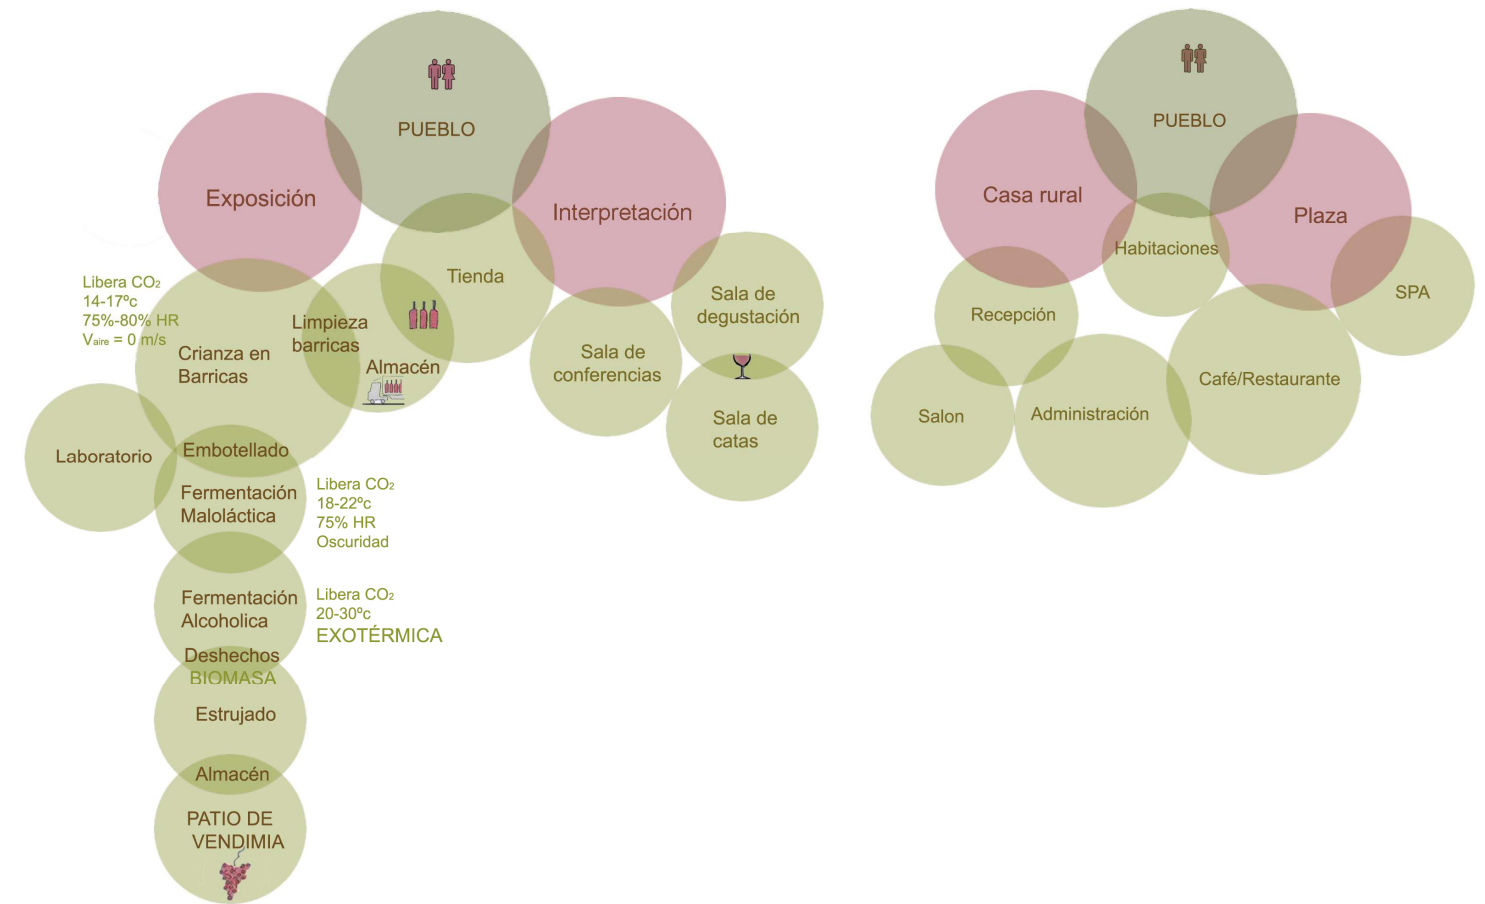 PUEBLO
Exposición
Interpretación
Tienda
Libera CO₂
14-17ºc
75%-80% HR
Vaire = 0 m/s
Limpieza
barricas
Almacén
Crianza en
Barricas
Sala de
degustación
Sala de
conferencias
Sala de
catas
Laboratorio
Embotellado
Fermentación
Maloláctica
Libera CO₂
18-22ºc
75% HR
Oscuridad
Fermentación
Alcoholica
Libera CO₂
20-30ºc
EXOTÉRMICA
Deshechos
BIOMASA
Estrujado
Almacén
PATIO DE
VENDIMIA
PUEBLO
Casa rural
Plaza
Habitaciones
SPA
Recepción
Café/Restaurante
Salon
Administración